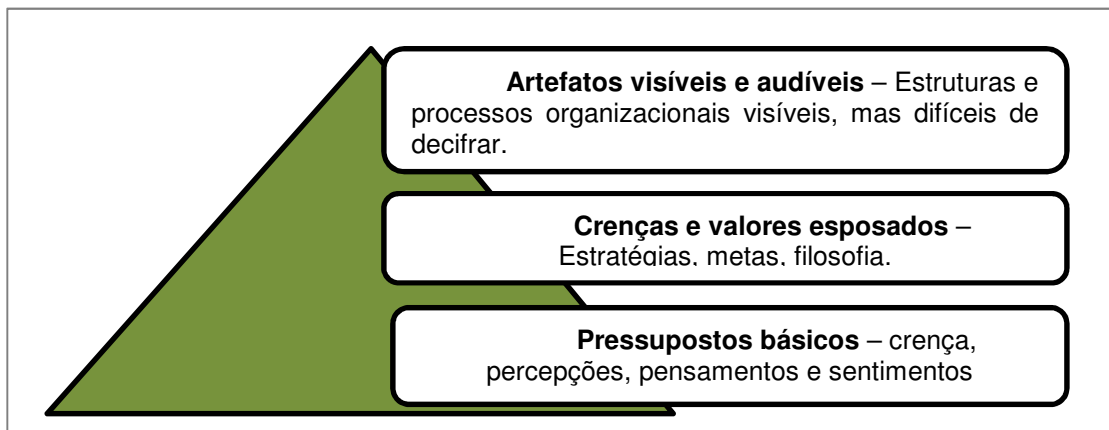 Artefatos visíveis e audíveis – Estruturas e
processos organizacionais visíveis, mas difíceis de
decifrar.
Crenças e valores esposados –
Estratégias, metas, filosofia.
Pressupostos básicos – crença,
percepções, pensamentos e sentimentos